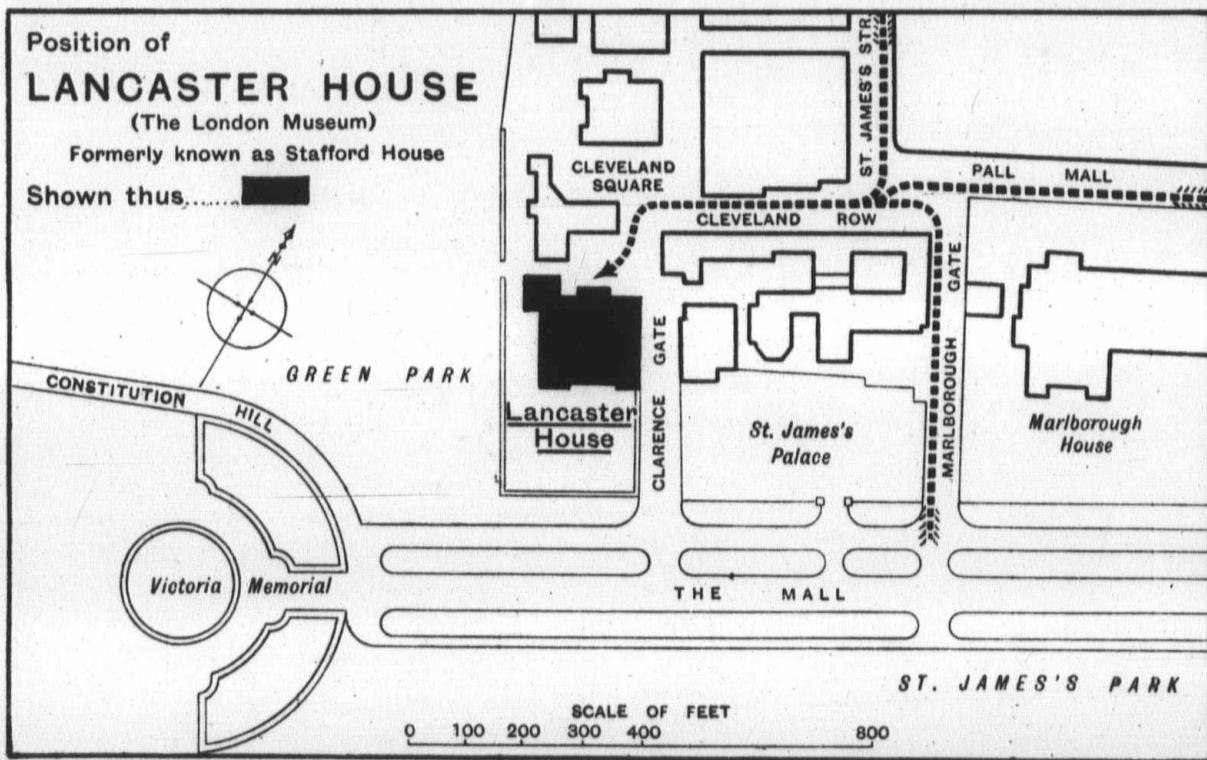 Position of
LANCASTER HOUSE
(The London Museum)
Formerly known as Stafford House
Shown thus........
N
CLEVELAND
SQUARE
ST. JAMES'S STR.
PALL MALL
CLEVELAND ROW
GREEN PARK
CONSTITUTION HILL
Lancaster
House
CLARENCE GATE
St. James's
Palace
MARLBOROUGH GATE
Marlborough
House
Victoria Memorial
THE MALL
ST. JAMES'S PARK
SCALE OF FEET
0 100 200 300 400 800